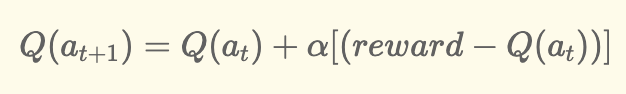 Q(a_{t+1}) = Q(a_t) + α[(reward − Q(a_t))]